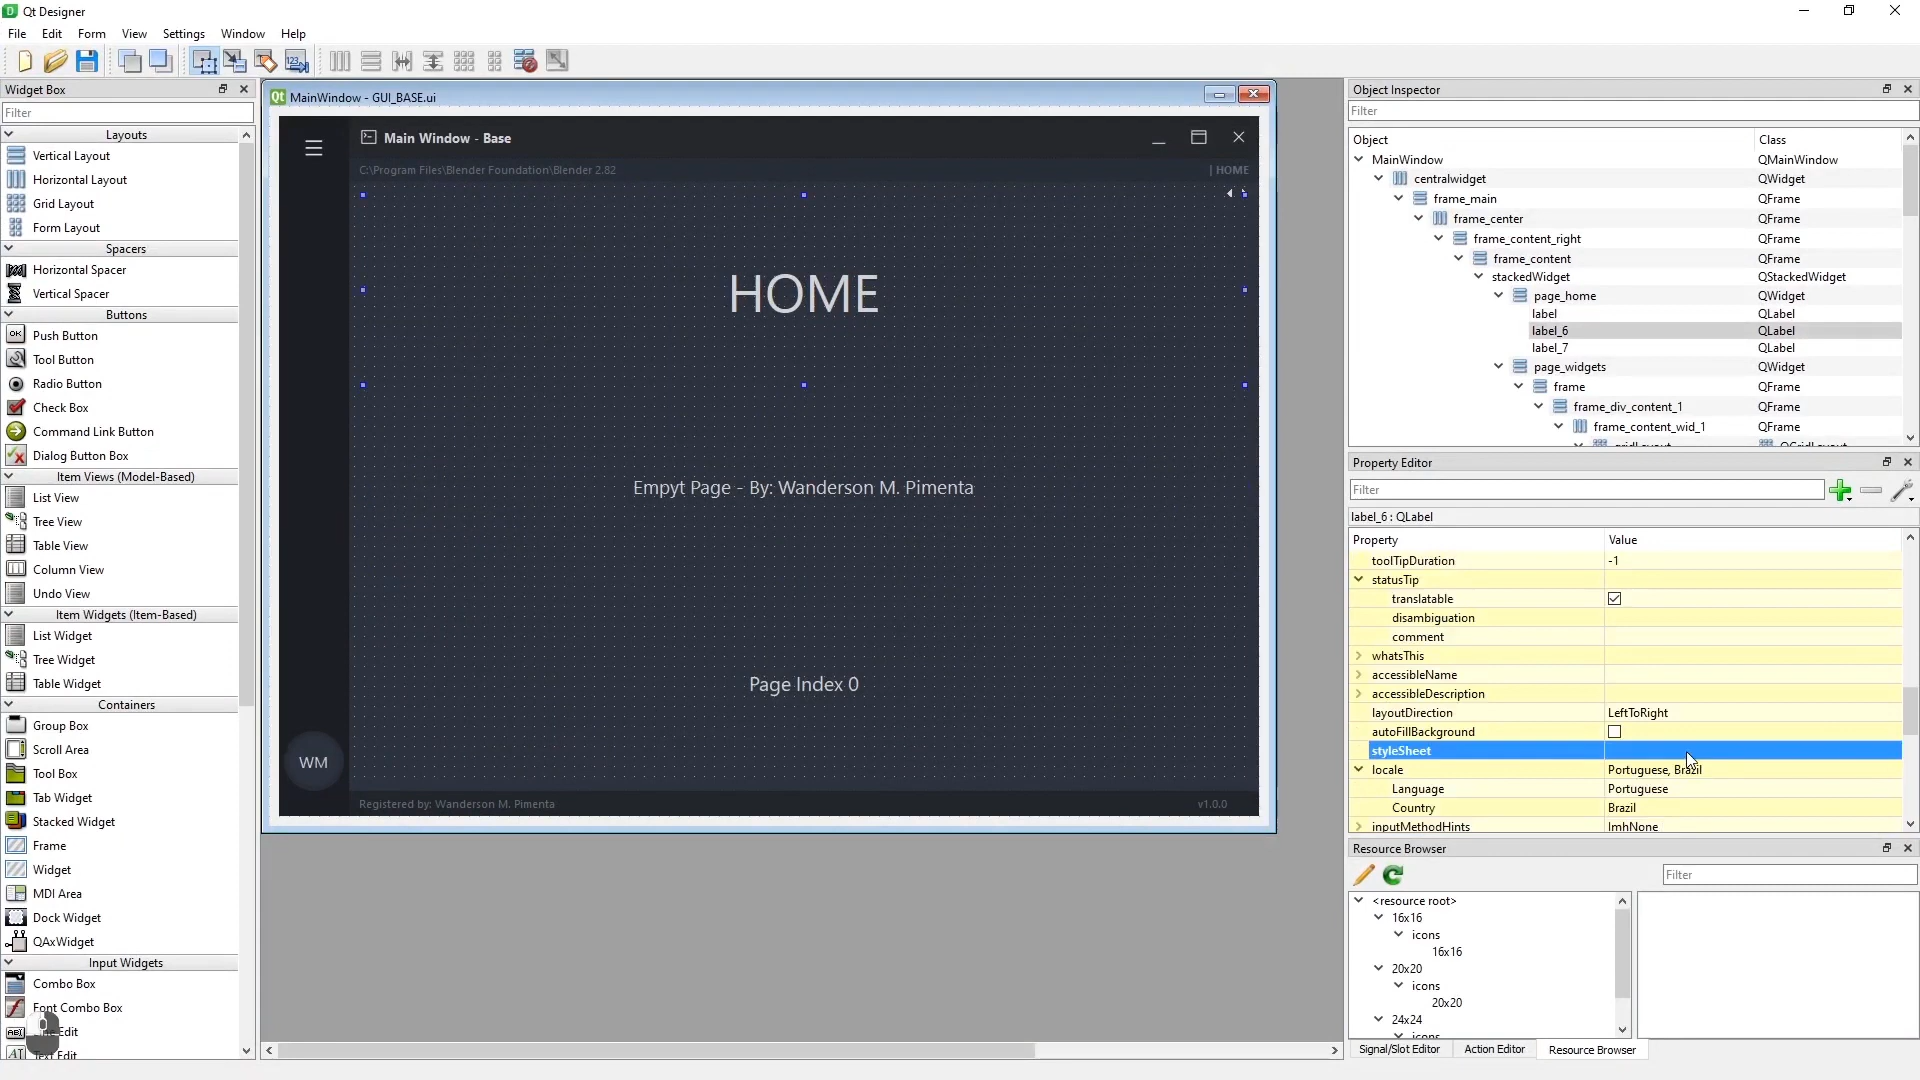 Qt Designer
File Edit Form View Settings Window Help
Widget Box
Filter
Layouts
Vertical Layout
Horizontal Layout
Grid Layout
Form Layout
Spacers
Horizontal Spacer
Vertical Spacer
Buttons
Push Button
Tool Button
Radio Button
Check Box
Command Link Button
Dialog Button Box
Item Views (Model-Based)
List View
Tree View
Table View
Column View
Undo View
Item Widgets (Item-Based)
List Widget
Tree Widget
Table Widget
Containers
Group Box
Scroll Area
Tool Box
Tab Widget
Stacked Widget
Frame
Widget
MDI Area
Dock Widget
QAxWidget
Input Widgets
Combo Box
Font Combo Box
Edit
Text Edit
MainWindow - GUI_BASE.ui
Main Window - Base
C:\Program Files\Blender Foundation\Blender 2.82
| HOME
HOME
Empyt Page - By: Wanderson M. Pimenta
Page Index 0
WM
Registered by: Wanderson M. Pimenta
v1.0.0
Object Inspector
Filter
Object Class
MainWindow QMainWindow
centralwidget QWidget
frame_main QFrame
frame_center QFrame
frame_content_right QFrame
frame_content QFrame
stackedWidget QStackedWidget
page_home QWidget
label QLabel
label_6 QLabel
label_7 QLabel
page_widgets QWidget
frame QFrame
frame_div_content_1 QFrame
frame_content_wid_1 QFrame
gridLayout QGridLayout
Property Editor
Filter
label_6 : QLabel
Property Value
toolTipDuration -1
statusTip
translatable
disambiguation
comment
whatsThis
accessibleName
accessibleDescription
layoutDirection LeftToRight
autoFillBackground
styleSheet
locale Portuguese, Brazil
Language Portuguese
Country Brazil
inputMethodHints ImhNone
Resource Browser
Filter
<resource root>
16x16
icons
16x16
20x20
icons
20x20
24x24
icons
Signal/Slot Editor Action Editor Resource Browser